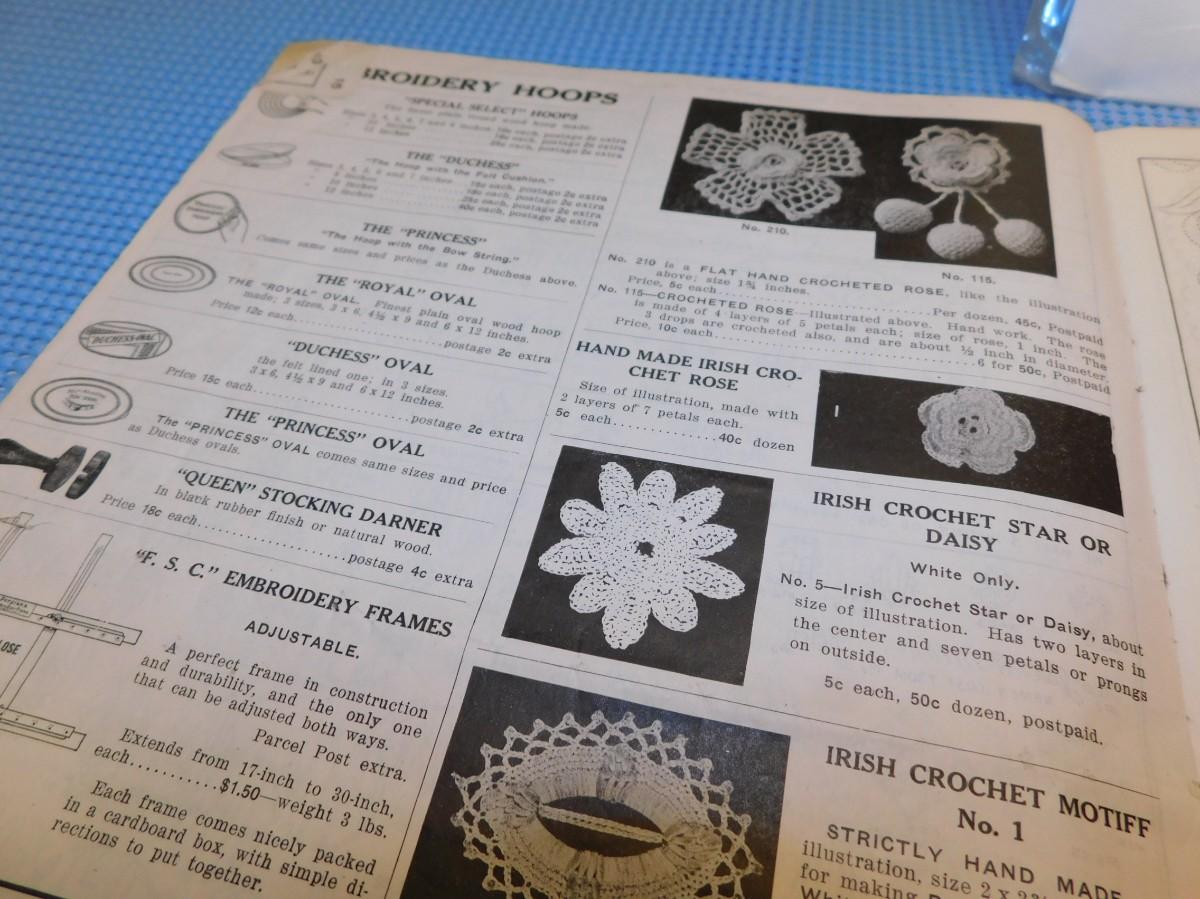 BROIDERY HOOPS
"SPECIAL SELECT" HOOPS
THE "DUCHESS"
"The Hoop with the Felt Cushion."
THE "PRINCESS"
"The Hoop with the Bow String."
Comes same sizes and prices as the Duchess above.
THE "ROYAL" OVAL
THE "ROYAL" OVAL. Finest plain oval wood hoop
made; 3 sizes, 3 x 6, 4½ x 9 and 6 x 12 inches.
Price 12c each....................postage 2c extra
"DUCHESS" OVAL
the felt lined one; in 3 sizes.
3 x 6, 4½ x 9 and 6 x 12 inches.
Price 15c each....................postage 2c extra
DUCHESS OVAL
THE "PRINCESS" OVAL
The "PRINCESS" OVAL comes same sizes and price
as Duchess ovals.
"QUEEN" STOCKING DARNER
In black rubber finish or natural wood.
Price 18c each....................postage 4c extra
"F. S. C." EMBROIDERY FRAMES
ADJUSTABLE.
A perfect frame in construction
and durability, and the only one
that can be adjusted both ways.
Parcel Post extra.
Extends from 17-inch to 30-inch,
each..........$1.50—weight 3 lbs.
Each frame comes nicely packed
in a cardboard box, with simple di-
rections to put together.
No. 210.
No. 115.
No. 210 is a FLAT HAND CROCHETED ROSE, like the illustration
above; size 1¾ inches.
Price, 5c each..............................Per dozen, 45c, Postpaid
No. 115—CROCHETED ROSE—Illustrated above. Hand work. The rose
is made of 4 layers of 5 petals each; size of rose, 1 inch. The
3 drops are crocheted also, and are about ½ inch in diameter.
Price, 10c each..............................6 for 50c, Postpaid
HAND MADE IRISH CRO-
CHET ROSE
Size of illustration, made with
2 layers of 7 petals each.
5c each..............40c dozen
IRISH CROCHET STAR OR
DAISY
White Only.
No. 5—Irish Crochet Star or Daisy, about
size of illustration. Has two layers in
the center and seven petals or prongs
on outside.
5c each, 50c dozen, postpaid.
IRISH CROCHET MOTIFF
No. 1
STRICTLY HAND MADE
illustration, size 2 x
for making